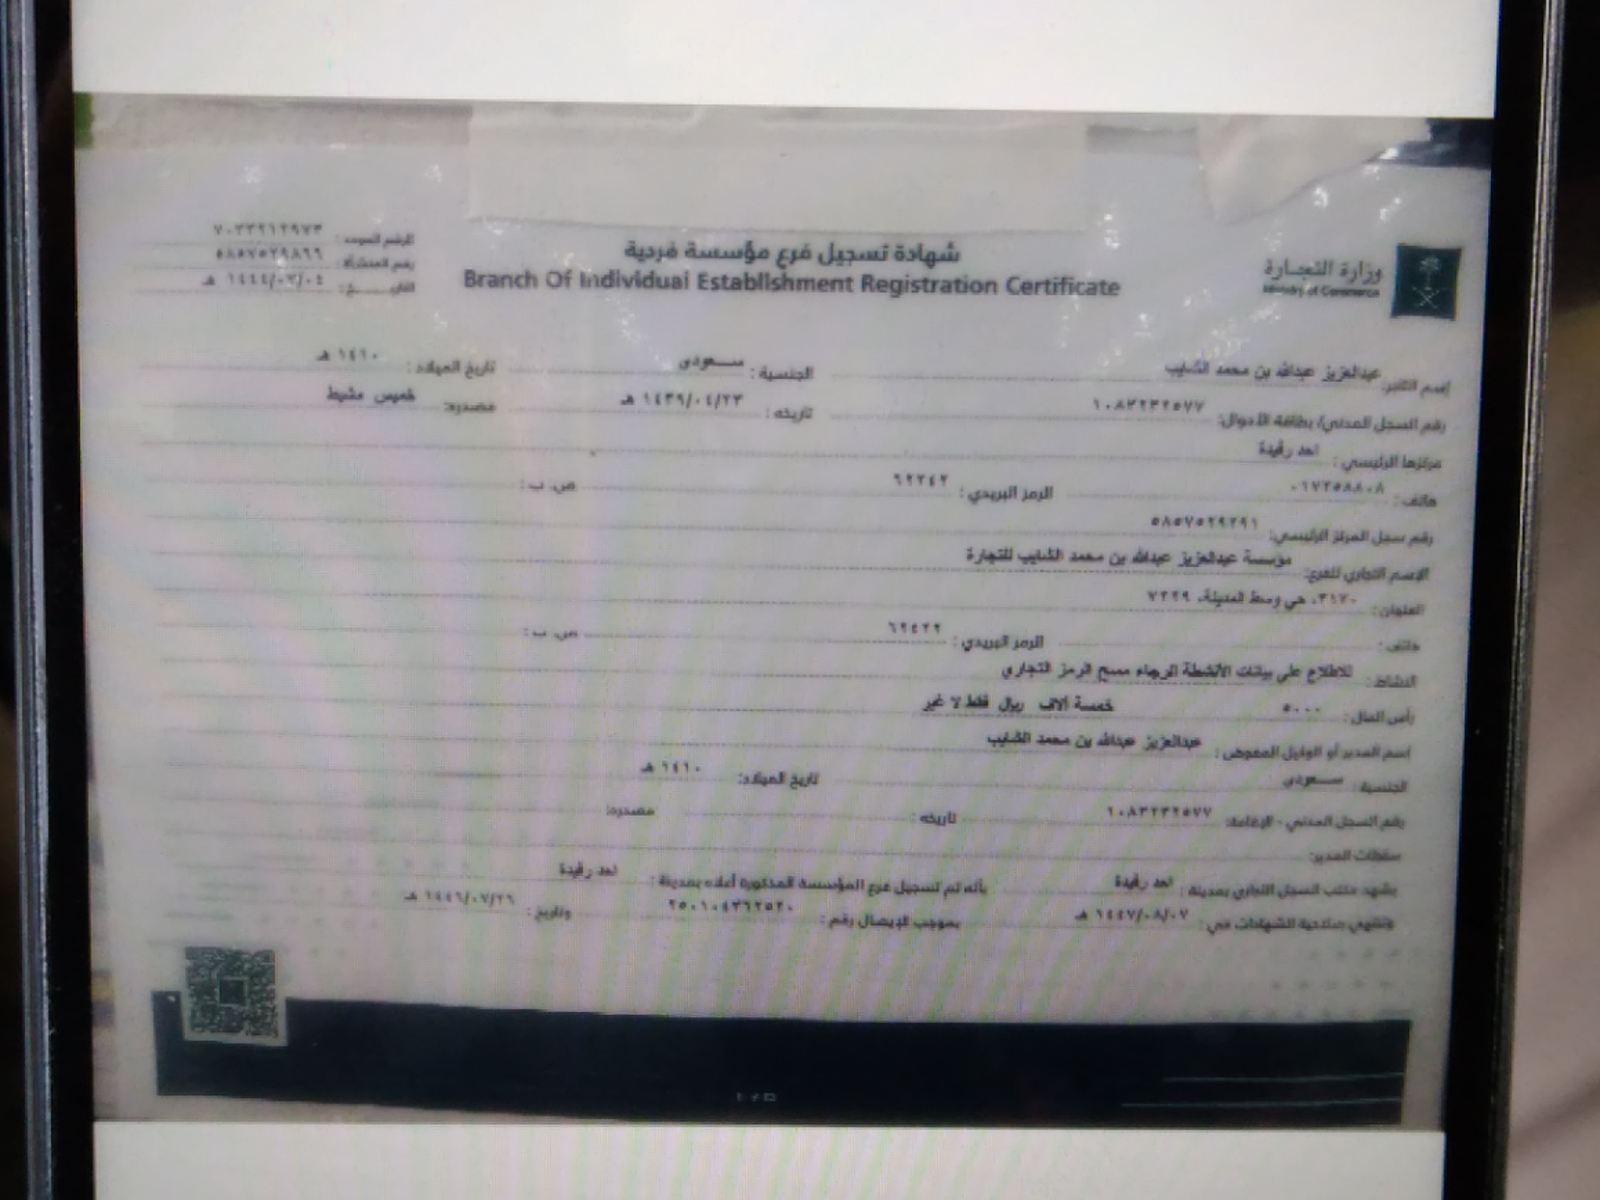 وزارة التجارة
Ministry of Commerce
شهادة تسجيل فرع مؤسسة فردية
Branch Of Individual Establishment Registration Certificate
الرقم الموحد :
رقم المنشأة : ٥٨٥٧٥٢٩٨٦٦
التاريخ : ١٤٤٤/٠٢/٠٤ هـ
إسم التاجر: عبدالعزيز عبدالله بن محمد الشايب الجنسية : سعودي تاريخ الميلاد : ١٤١٠ هـ
رقم السجل المدني/ بطاقة الأحوال: ١٠٨٣٢٣٢٥٧٧ تاريخه : ١٤٣٩/٠٤/٢٣ هـ مصدره: خميس مشيط
مركزها الرئيسي : احد رفيدة
هاتف : ٠١٧٢٥٨٨٠٨ الرمز البريدي : ص. ب :
رقم سجل المركز الرئيسي: ٥٨٥٧٥٢٩٢٩١
الاسم التجاري للفرع: مؤسسة عبدالعزيز عبدالله بن محمد الشايب للتجارة
العنوان : ٣١٧٠، حي وسط المدينة، ٧٢٢٩
هاتف : الرمز البريدي : ٦٢٤٢٢ ص. ب :
النشاط : للاطلاع على بيانات الأنشطة الرجاء مسح الرمز التجاري
رأس المال : ٥٠٠٠ خمسة آلاف ريال فقط لا غير
اسم المدير أو الوكيل المفوض : عبدالعزيز عبدالله بن محمد الشايب
الجنسية : سعودي تاريخ الميلاد: ١٤١٠ هـ
رقم السجل المدني - الإقامة: ١٠٨٣٢٣٢٥٧٧ تاريخه : مصدره:
سلطات المدير:
يشهد مكتب السجل التجاري بمدينة : احد رفيدة بأنه تم تسجيل فرع المؤسسة المذكورة أعلاه بمدينة : احد رفيدة
وتنتهي صلاحية الشهادات في : ١٤٤٧/٠٨/٠٧ هـ بموجب الإيصال رقم : ٢٥٠١٠٤٣٦٢٥٢٠ وتاريخ : ١٤٤٦/٠٧/٢٦ هـ